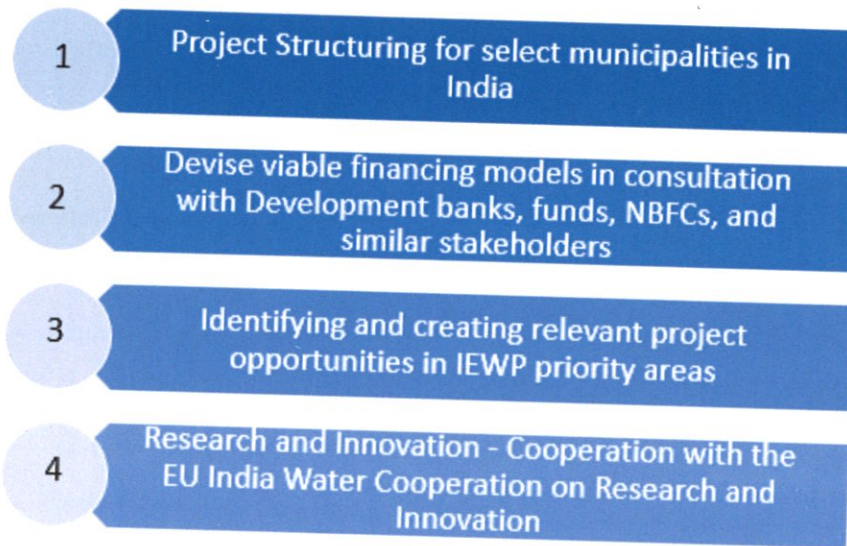 1
Project Structuring for select municipalities in
India
2
Devise viable financing models in consultation
with Development banks, funds, NBFCs, and
similar stakeholders
3
Identifying and creating relevant project
opportunities in IEWP priority areas
4
Research and Innovation - Cooperation with the
EU India Water Cooperation on Research and
Innovation